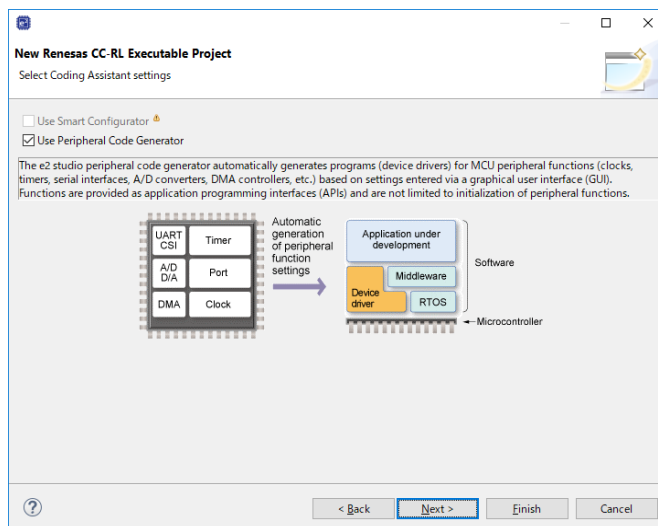 New Renesas CC-RL Executable Project
Select Coding Assistant settings
Use Smart Configurator
Use Peripheral Code Generator
The e2 studio peripheral code generator automatically generates programs (device drivers) for MCU peripheral functions (clocks,
timers, serial interfaces, A/D converters, DMA controllers, etc.) based on settings entered via a graphical user interface (GUI).
Functions are provided as application programming interfaces (APIs) and are not limited to initialization of peripheral functions.
UART
CSI
Timer
A/D
D/A
Port
DMA
Clock
Automatic
generation
of peripheral
function
settings
Application under
development
Middleware
Device
driver
RTOS
Software
Microcontroller
?
< Back
Next >
Finish
Cancel